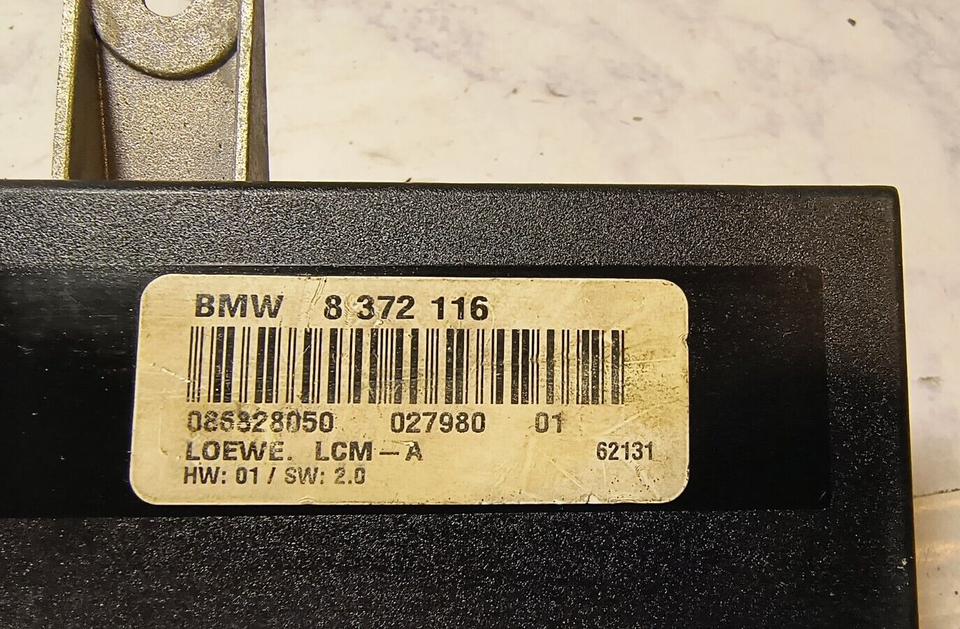 BMW 8 372 116
086828050 027980 01
LOEWE. LCM-A 62131
HW: 01 / SW: 2.0